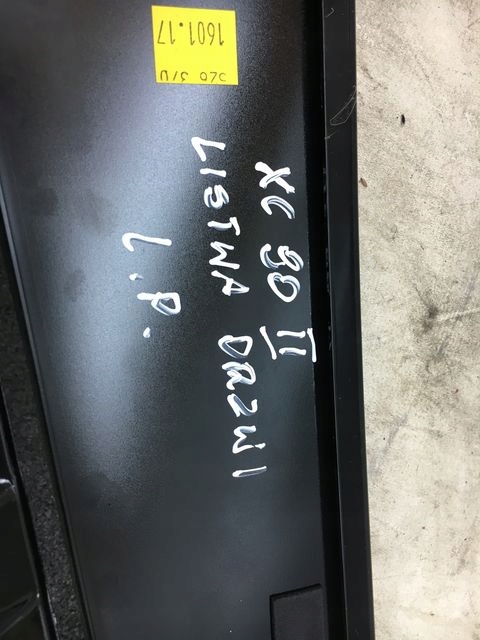 XC 90 II
LISTWA DRZWI
L.P.
1601.17